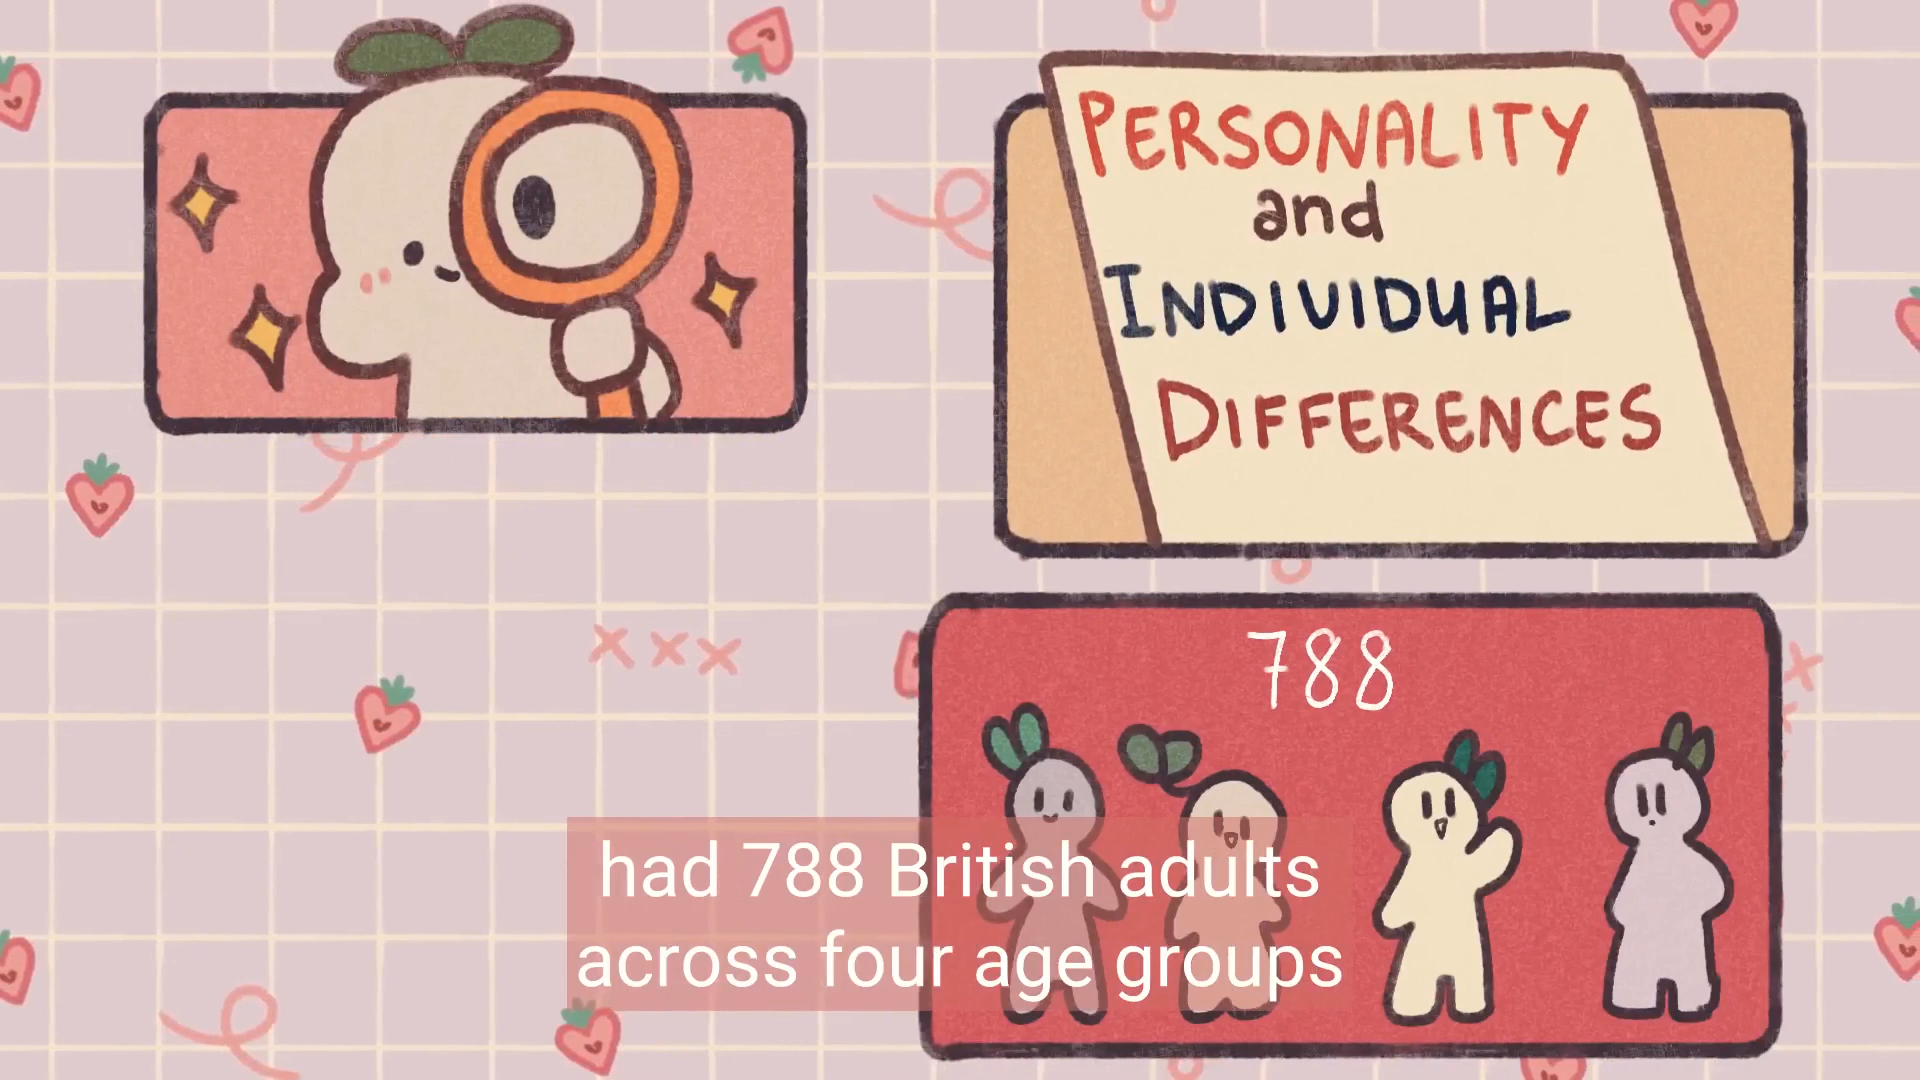 PERSONALITY
and
INDIVIDUAL
DIFFERENCES
788
had 788 British adults
across four age groups